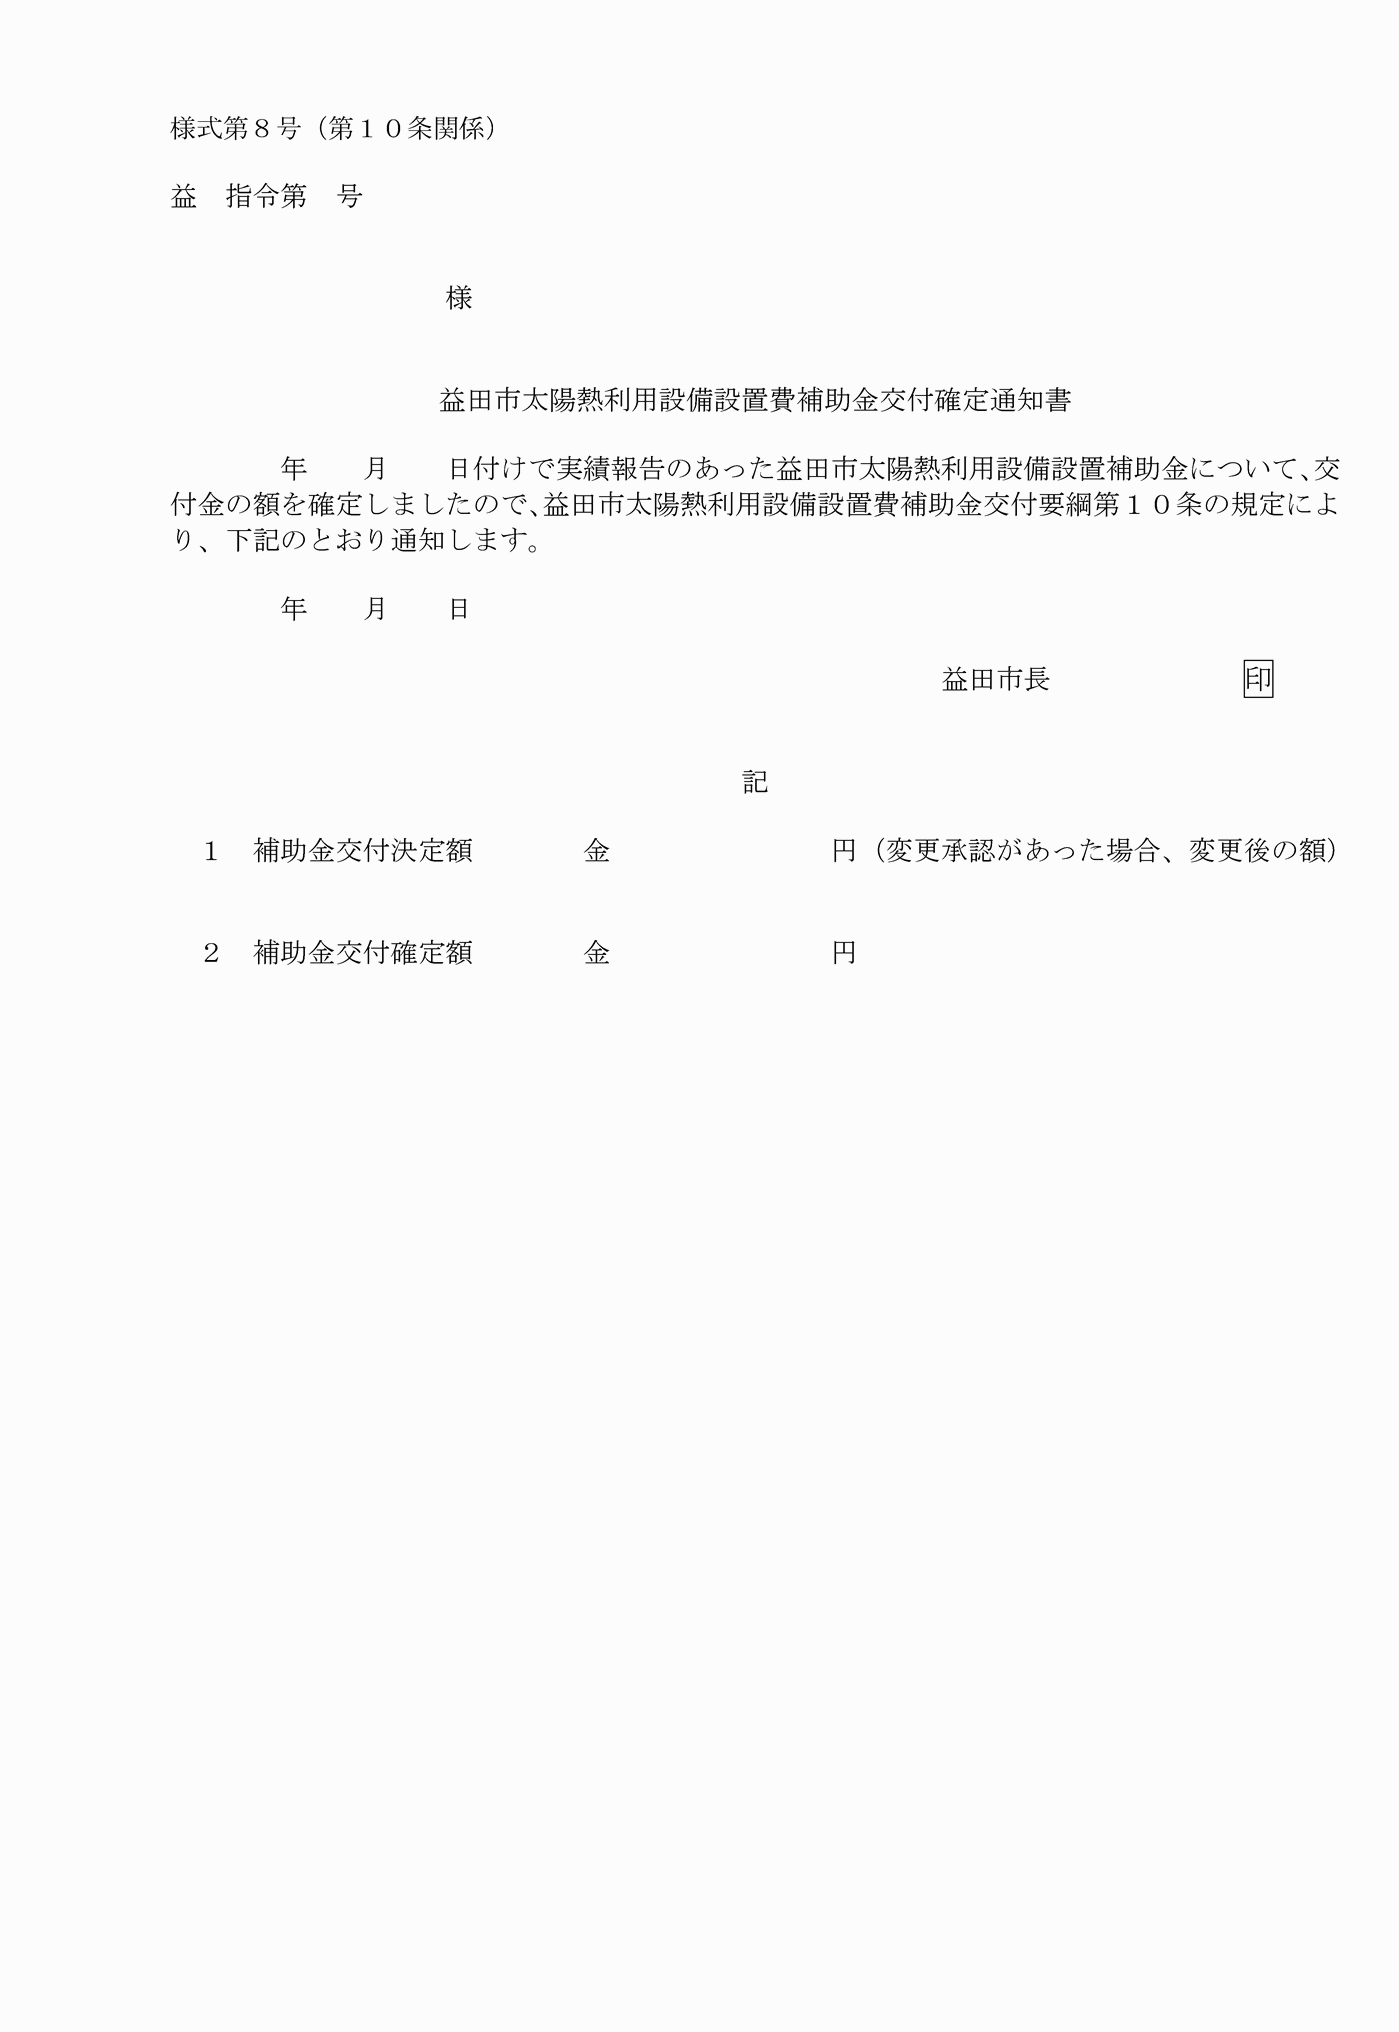 様式第８号（第１０条関係）
益　指令第　号
様
益田市太陽熱利用設備設置費補助金交付確定通知書
年　　月　　日付けで実績報告のあった益田市太陽熱利用設備設置補助金について、交
付金の額を確定しましたので、益田市太陽熱利用設備設置費補助金交付要綱第１０条の規定によ
り、下記のとおり通知します。
年　　月　　日
益田市長　　　　　　　印
記
１　補助金交付決定額　　　　金　　　　　　　　円（変更承認があった場合、変更後の額）
２　補助金交付確定額　　　　金　　　　　　　　円